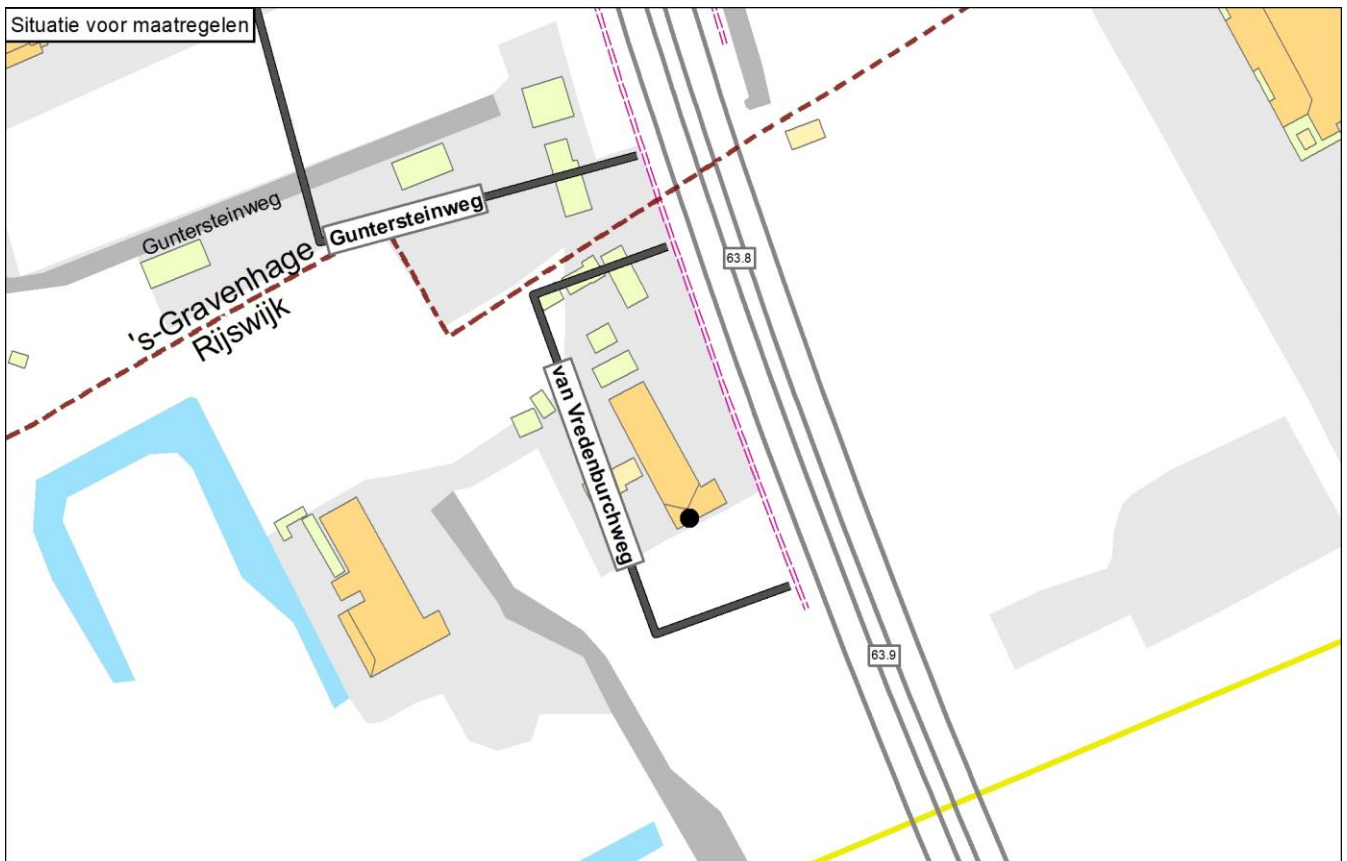 Situatie voor maatregelen
Guntersteinweg
Guntersteinweg
's-Gravenhage
Rijswijk
63.8
van Vredenburchweg
63.9